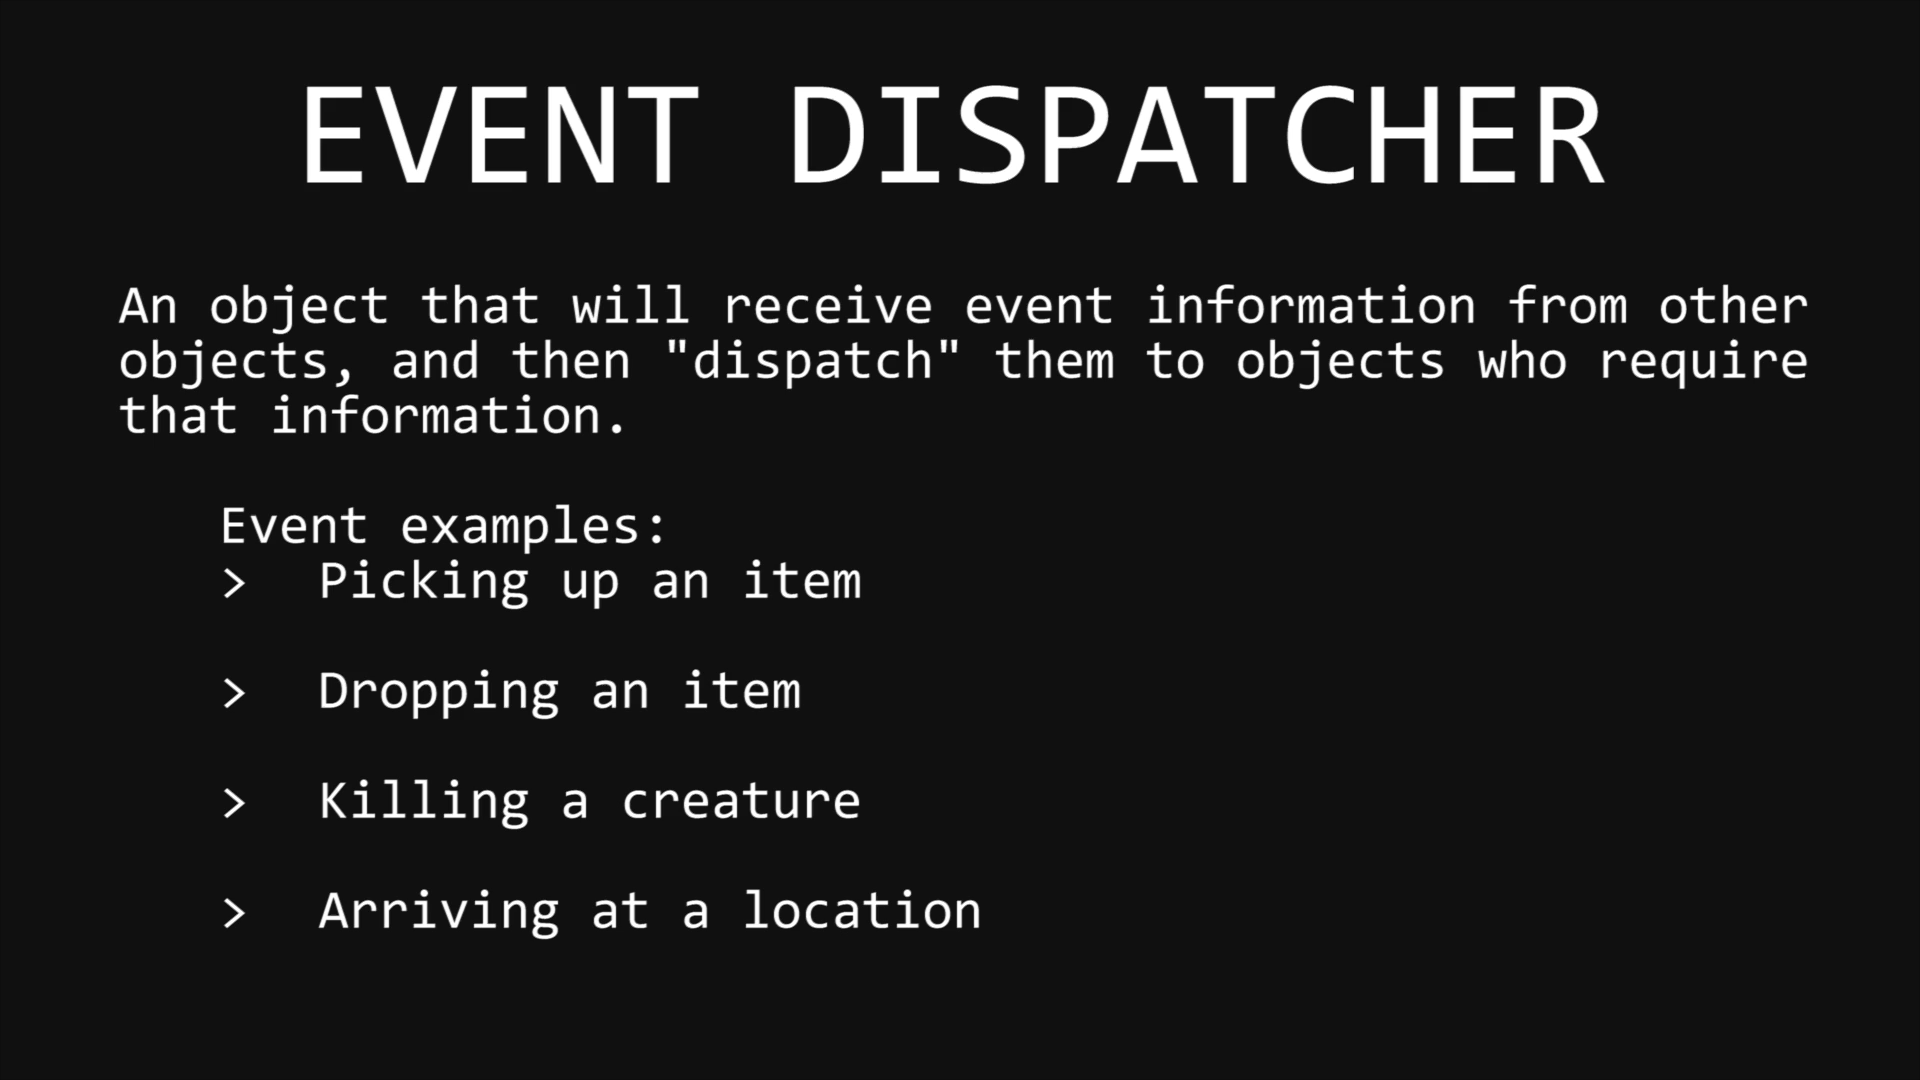 EVENT DISPATCHER
An object that will receive event information from other
objects, and then "dispatch" them to objects who require
that information.
Event examples:
> Picking up an item
> Dropping an item
> Killing a creature
> Arriving at a location